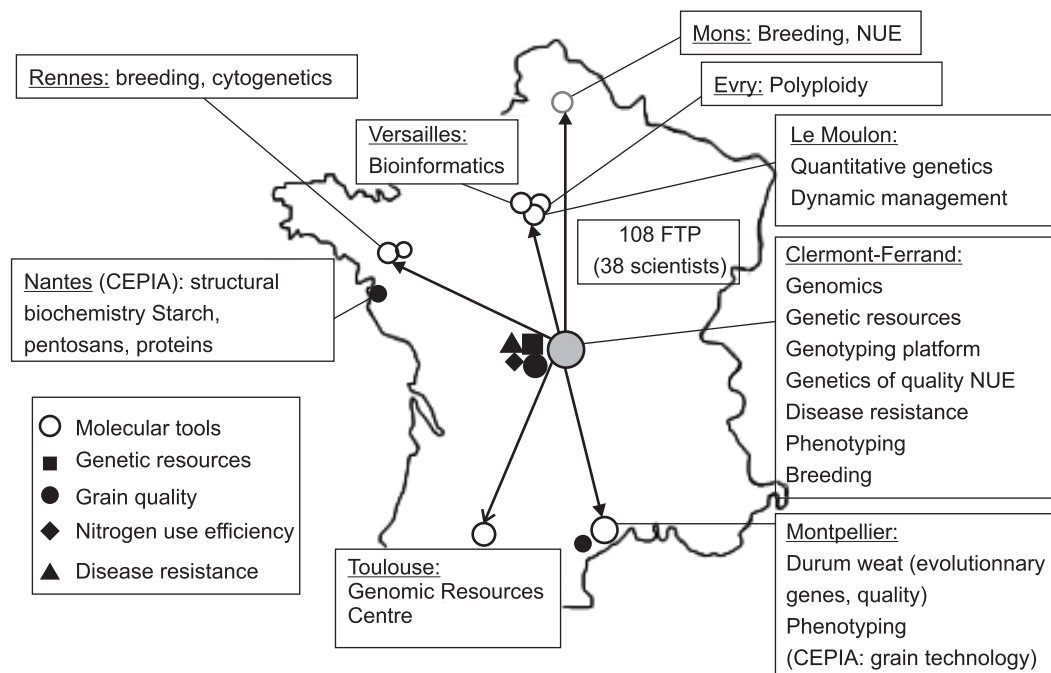 Mons: Breeding, NUE
Rennes: breeding, cytogenetics
Evry: Polyploidy
Versailles:
Bioinformatics
Le Moulon:
Quantitative genetics
Dynamic management
108 FTP
(38 scientists)
Nantes (CEPIA): structural
biochemistry Starch,
pentosans, proteins
Clermont-Ferrand:
Genomics
Genetic resources
Genotyping platform
Genetics of quality NUE
Disease resistance
Phenotyping
Breeding
Molecular tools
Genetic resources
Grain quality
Nitrogen use efficiency
Disease resistance
Toulouse:
Genomic Resources
Centre
Montpellier:
Durum weat (evolutionnary
genes, quality)
Phenotyping
(CEPIA: grain technology)